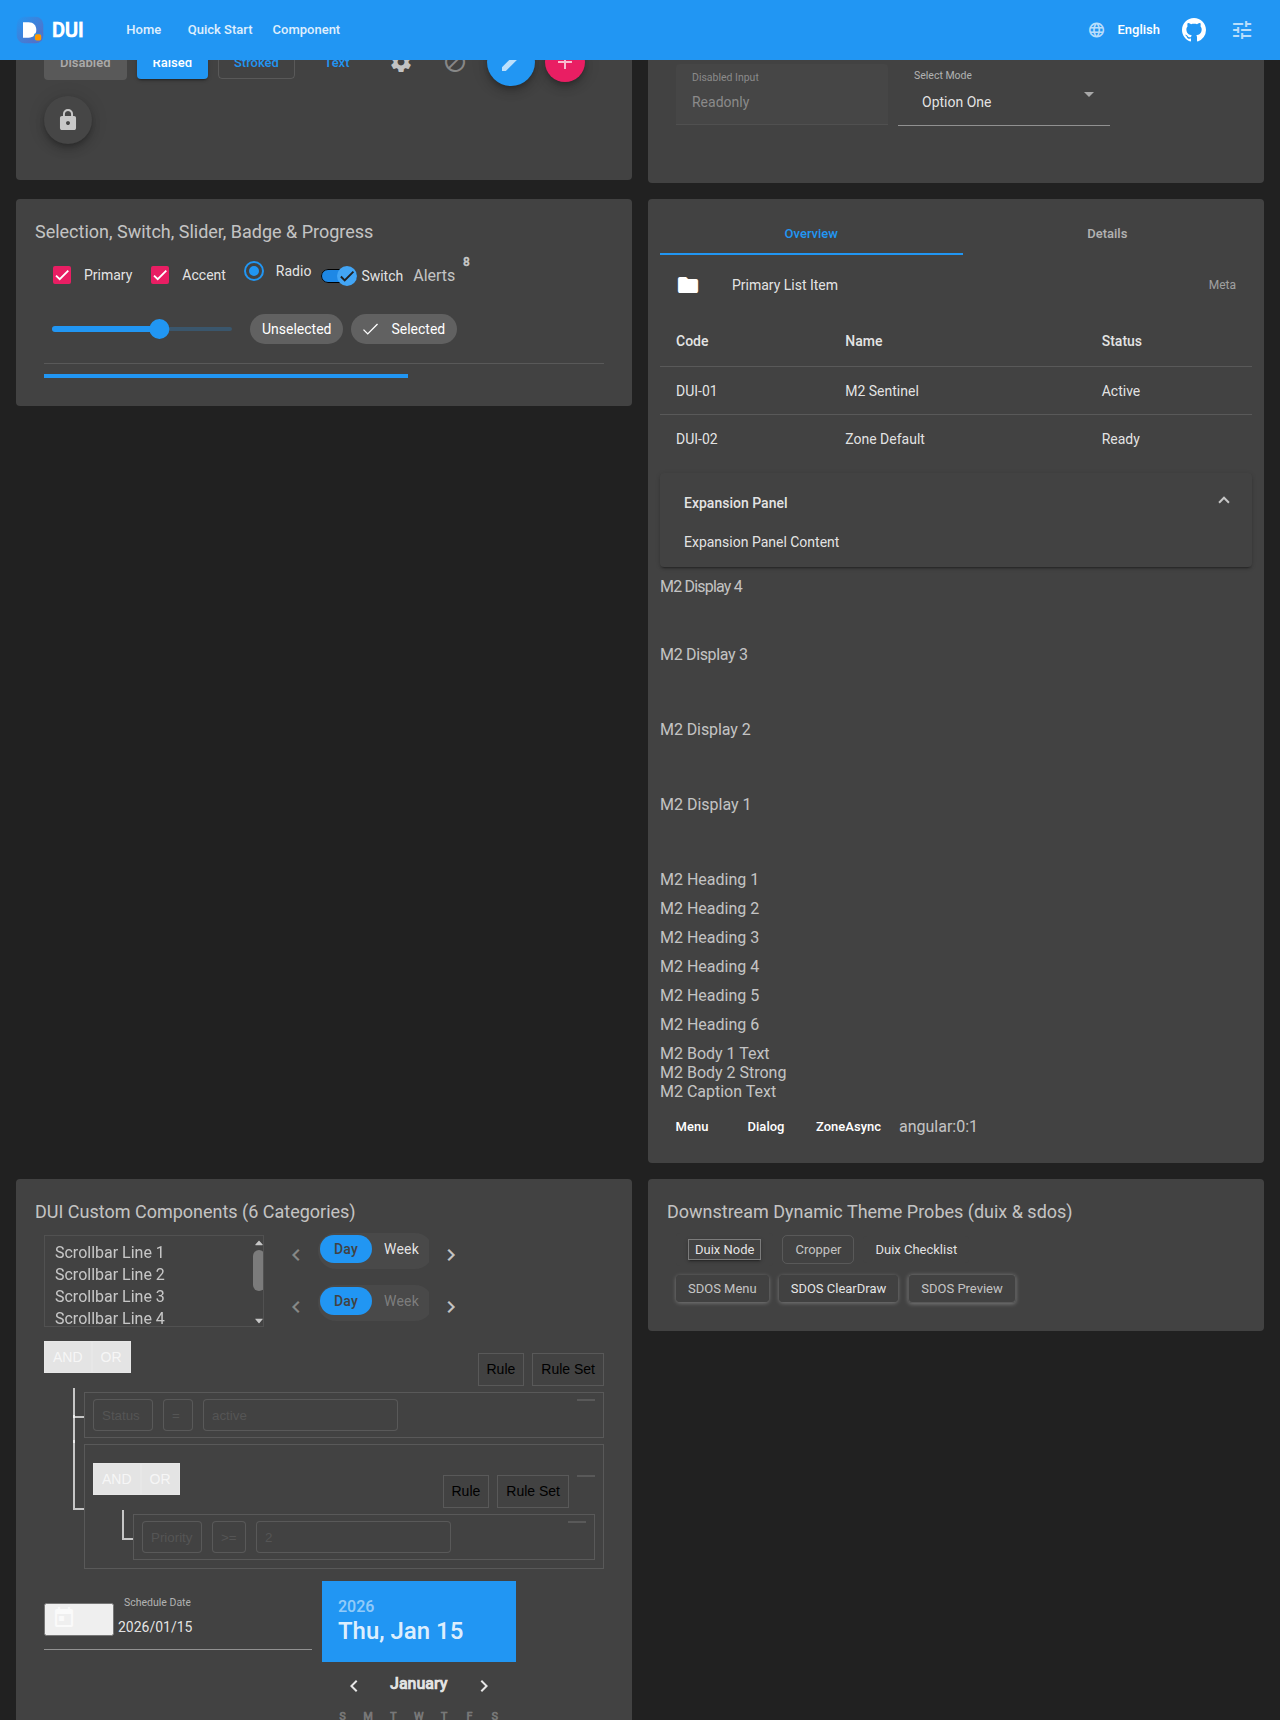 DUI
Home
Quick Start
Component
English
Disabled
Raised
Stroked
Text
Disabled Input
Readonly
Select Mode
Option One
Selection, Switch, Slider, Badge & Progress
Primary
Accent
Radio
Switch
Alerts
8
Unselected
Selected
Overview
Details
Primary List Item
Meta
Code Name Status
DUI-01 M2 Sentinel Active
DUI-02 Zone Default Ready
Expansion Panel
Expansion Panel Content
M2 Display 4
M2 Display 3
M2 Display 2
M2 Display 1
M2 Heading 1
M2 Heading 2
M2 Heading 3
M2 Heading 4
M2 Heading 5
M2 Heading 6
M2 Body 1 Text
M2 Body 2 Strong
M2 Caption Text
Menu
Dialog
ZoneAsync
angular:0:1
DUI Custom Components (6 Categories)
Scrollbar Line 1
Scrollbar Line 2
Scrollbar Line 3
Scrollbar Line 4
Day
Week
Day
Week
AND
OR
Rule
Rule Set
Status
=
active
AND
OR
Rule
Rule Set
Priority
>=
2
Schedule Date
2026/01/15
2026
Thu, Jan 15
January
S M T W T F S
Downstream Dynamic Theme Probes (duix & sdos)
Duix Node
Cropper
Duix Checklist
SDOS Menu
SDOS ClearDraw
SDOS Preview